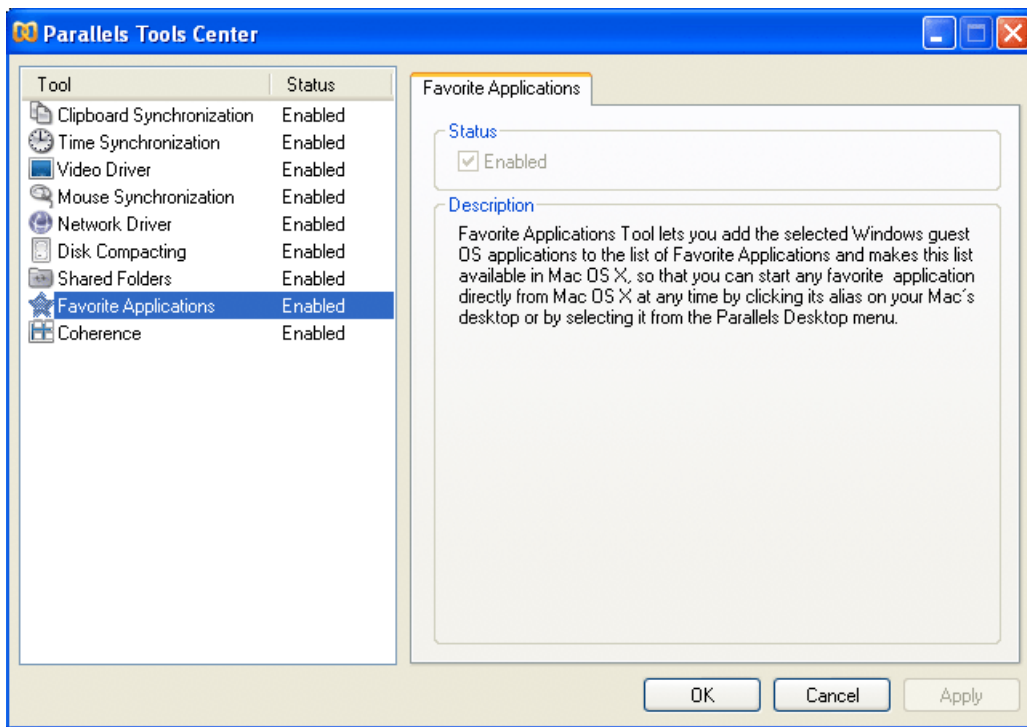 Parallels Tools Center
Tool Status
Clipboard Synchronization Enabled
Time Synchronization Enabled
Video Driver Enabled
Mouse Synchronization Enabled
Network Driver Enabled
Disk Compacting Enabled
Shared Folders Enabled
Favorite Applications Enabled
Coherence Enabled
Favorite Applications
Status
Enabled
Description
Favorite Applications Tool lets you add the selected Windows guest
OS applications to the list of Favorite Applications and makes this list
available in Mac OS X, so that you can start any favorite  application
directly from Mac OS X at any time by clicking its alias on your Mac´s
desktop or by selecting it from the Parallels Desktop menu.
OK Cancel Apply